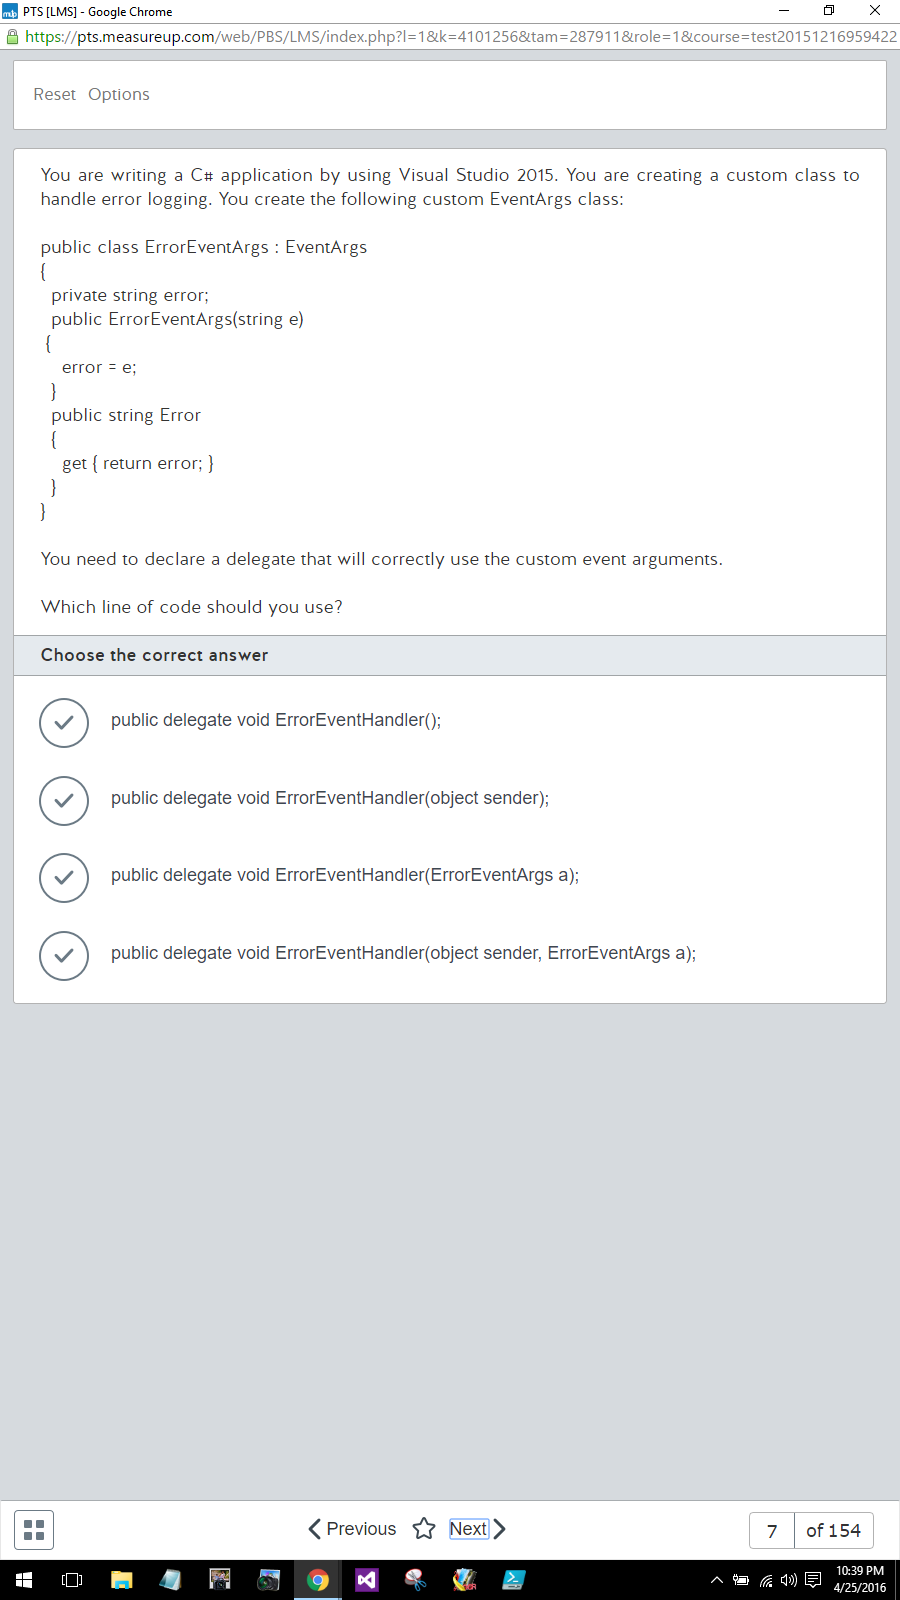 PTS [LMS] - Google Chrome
https://pts.measureup.com/web/PBS/LMS/index.php?l=1&k=4101256&tam=287911&role=1&course=test20151216959422
Reset Options
You are writing a C# application by using Visual Studio 2015. You are creating a custom class to
handle error logging. You create the following custom EventArgs class:
public class ErrorEventArgs : EventArgs
{
private string error;
public ErrorEventArgs(string e)
{
error = e;
}
public string Error
{
get { return error; }
}
}
You need to declare a delegate that will correctly use the custom event arguments.
Which line of code should you use?
Choose the correct answer
public delegate void ErrorEventHandler();
public delegate void ErrorEventHandler(object sender);
public delegate void ErrorEventHandler(ErrorEventArgs a);
public delegate void ErrorEventHandler(object sender, ErrorEventArgs a);
Previous Next 7 of 154
10:39 PM
4/25/2016